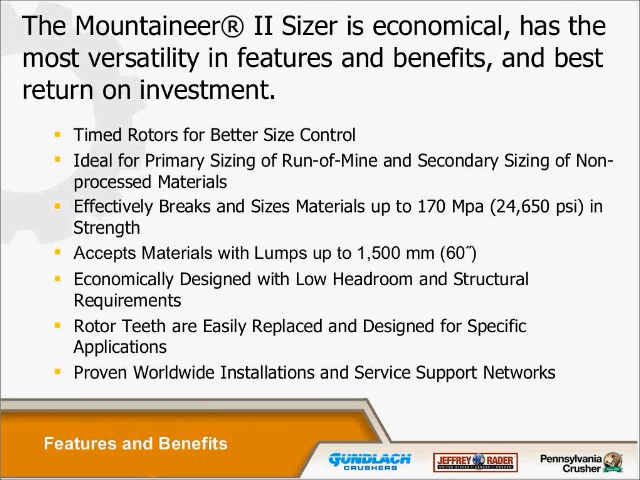 The Mountaineer® II Sizer is economical, has the
most versatility in features and benefits, and best
return on investment.
Timed Rotors for Better Size Control
Ideal for Primary Sizing of Run-of-Mine and Secondary Sizing of Non-
processed Materials
Effectively Breaks and Sizes Materials up to 170 Mpa (24,650 psi) in
Strength
Accepts Materials with Lumps up to 1,500 mm (60˝)
Economically Designed with Low Headroom and Structural
Requirements
Rotor Teeth are Easily Replaced and Designed for Specific
Applications
Proven Worldwide Installations and Service Support Networks
Features and Benefits
GUNDLACH
CRUSHERS
JEFFREY RADER
Pennsylvania
Crusher